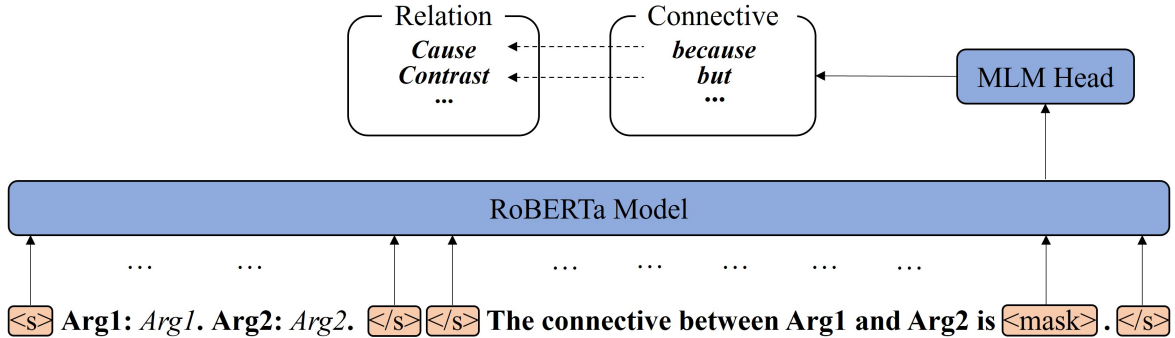 Relation Connective
Cause because
Contrast but
... ...
MLM Head
RoBERTa Model
... ... ... ... ... ... ...
<s> Arg1: Arg1. Arg2: Arg2. </s> </s> The connective between Arg1 and Arg2 is <mask> . </s>